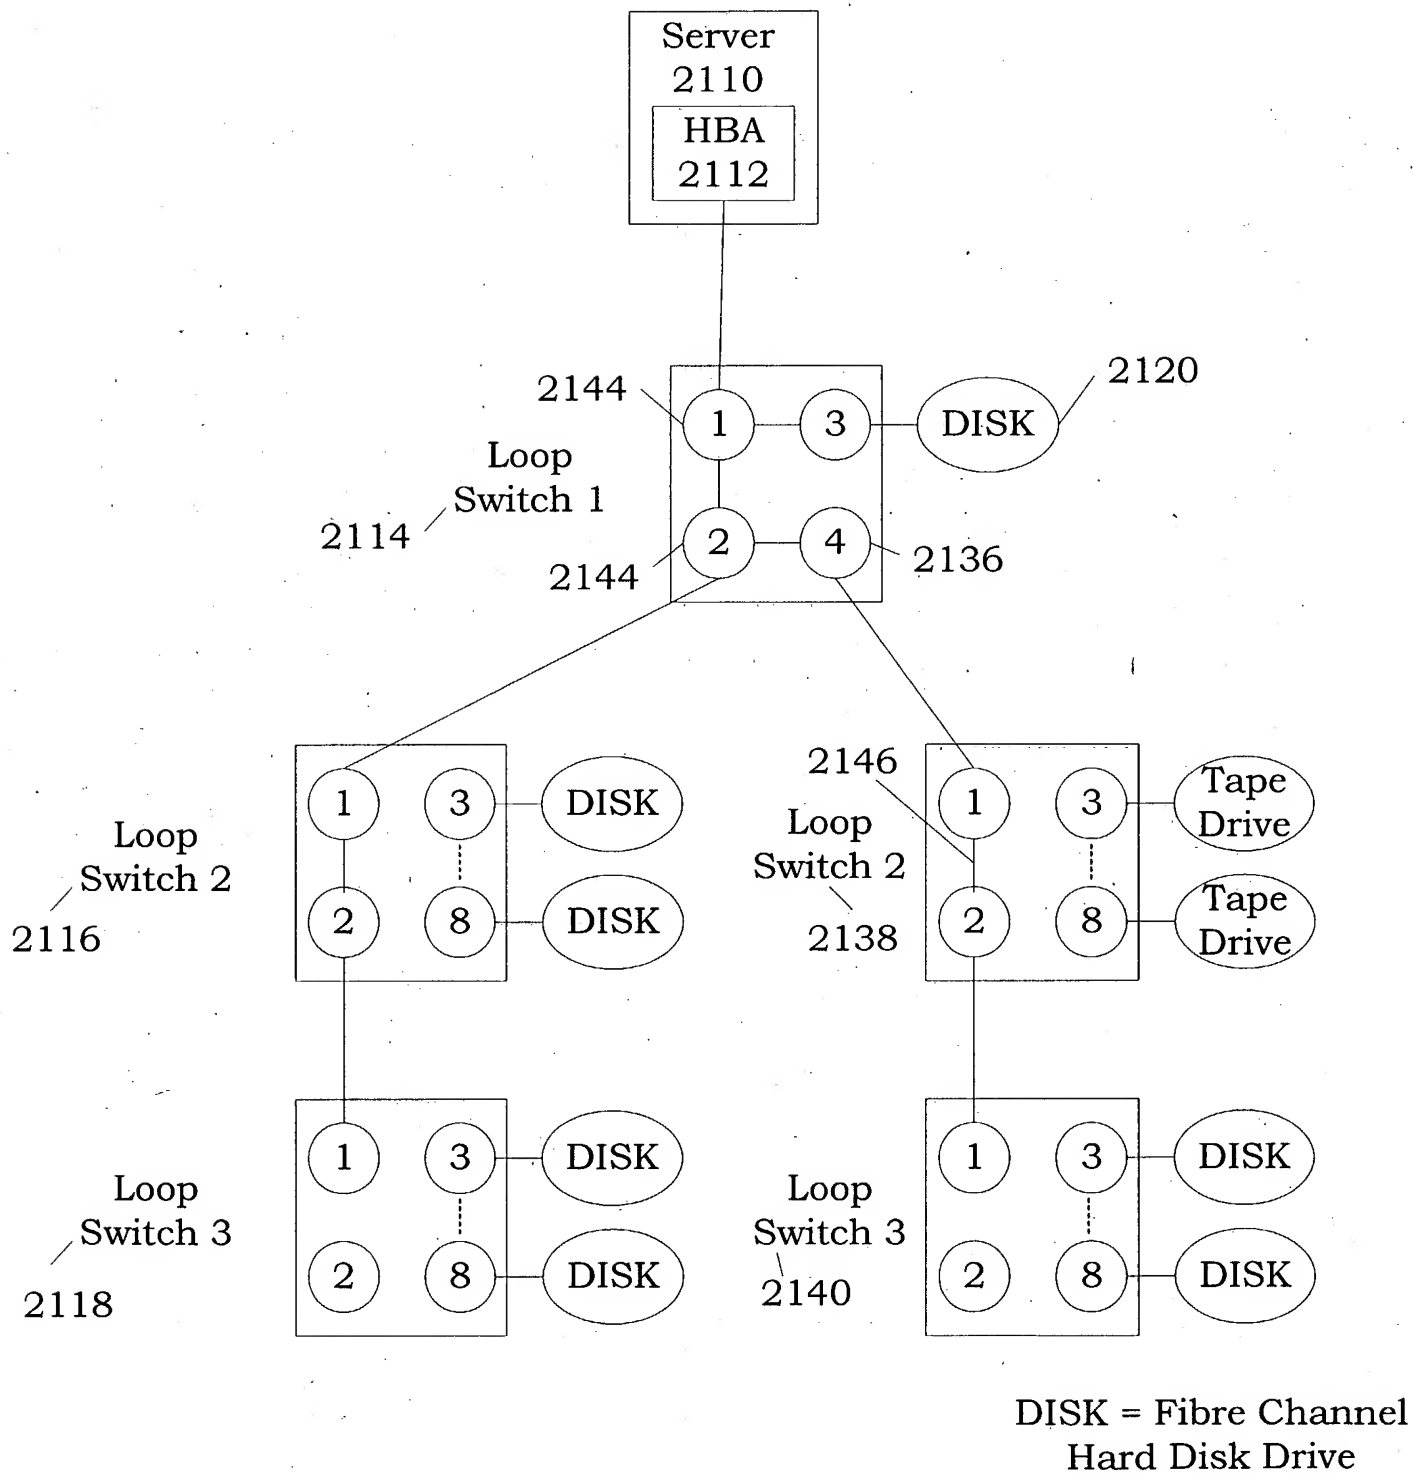 Server
2110
HBA
2112
2144
1
3
DISK
2120
Loop
Switch 1
2114
2144
2
4
2136
Loop
Switch 2
2116
1
3
DISK
2
8
DISK
2146
Loop
Switch 2
2138
1
3
Tape
Drive
2
8
Tape
Drive
Loop
Switch 3
2118
1
3
DISK
2
8
DISK
Loop
Switch 3
2140
1
3
DISK
2
8
DISK
DISK = Fibre Channel
Hard Disk Drive